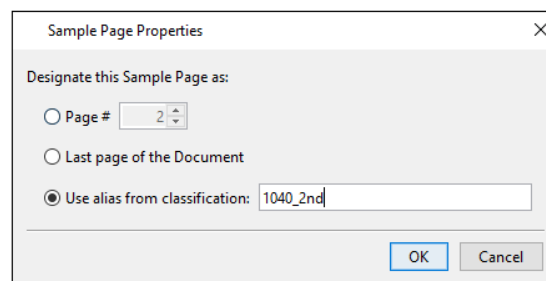 Sample Page Properties
Designate this Sample Page as:
Page # 2
Last page of the Document
Use alias from classification: 1040_2nd
OK Cancel